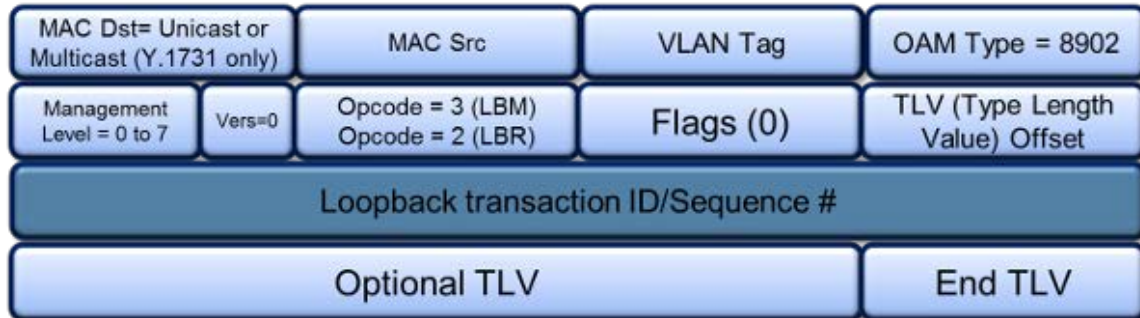 MAC Dst= Unicast or
Multicast (Y.1731 only)
MAC Src
VLAN Tag
OAM Type = 8902
Management
Level = 0 to 7
Vers=0
Opcode = 3 (LBM)
Opcode = 2 (LBR)
Flags (0)
TLV (Type Length
Value) Offset
Loopback transaction ID/Sequence #
Optional TLV
End TLV